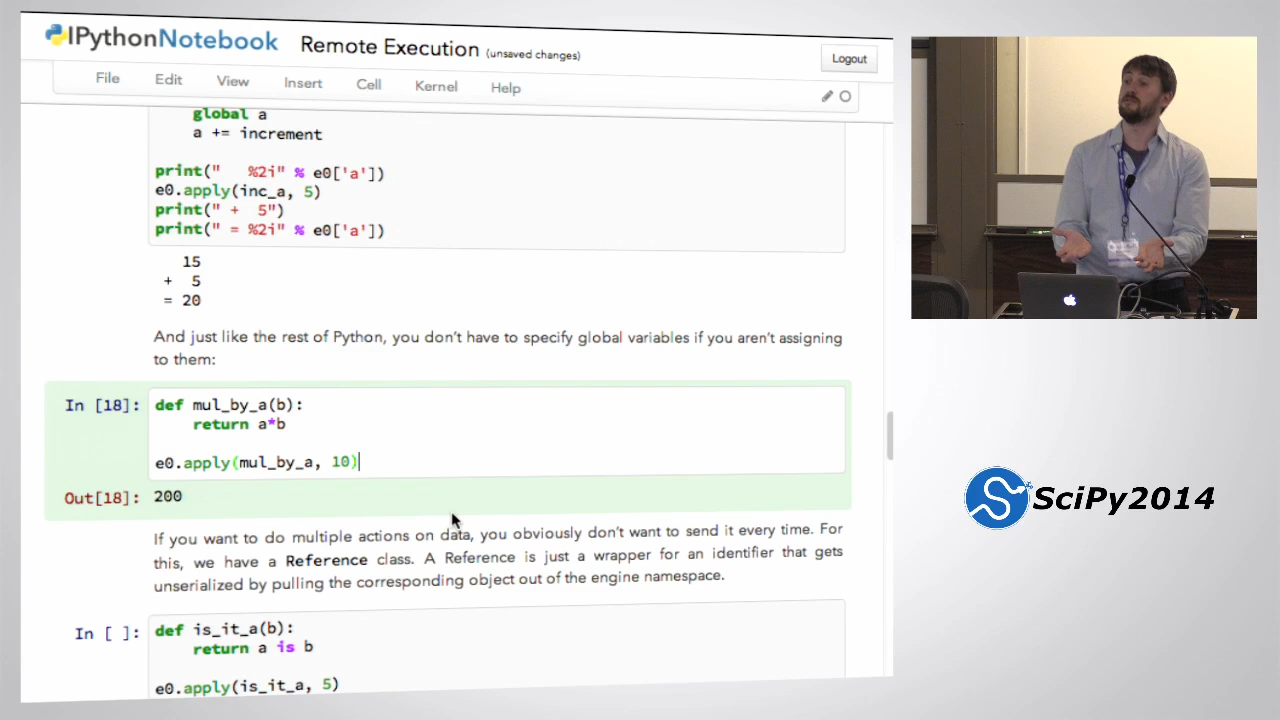 IPythonNotebook Remote Execution (unsaved changes) Logout
File Edit View Insert Cell Kernel Help
global a
a += increment
print("   %2i" % e0['a'])
e0.apply(inc_a, 5)
print(" +  5")
print(" = %2i" % e0['a'])
15
+  5
= 20
And just like the rest of Python, you don't have to specify global variables if you aren't assigning
to them:
In [18]: def mul_by_a(b):
return a*b
e0.apply(mul_by_a, 10)
Out[18]: 200
If you want to do multiple actions on data, you obviously don't want to send it every time. For
this, we have a Reference class. A Reference is just a wrapper for an identifier that gets
unserialized by pulling the corresponding object out of the engine namespace.
In [ ]: def is_it_a(b):
return a is b
e0.apply(is_it_a, 5)
SciPy2014